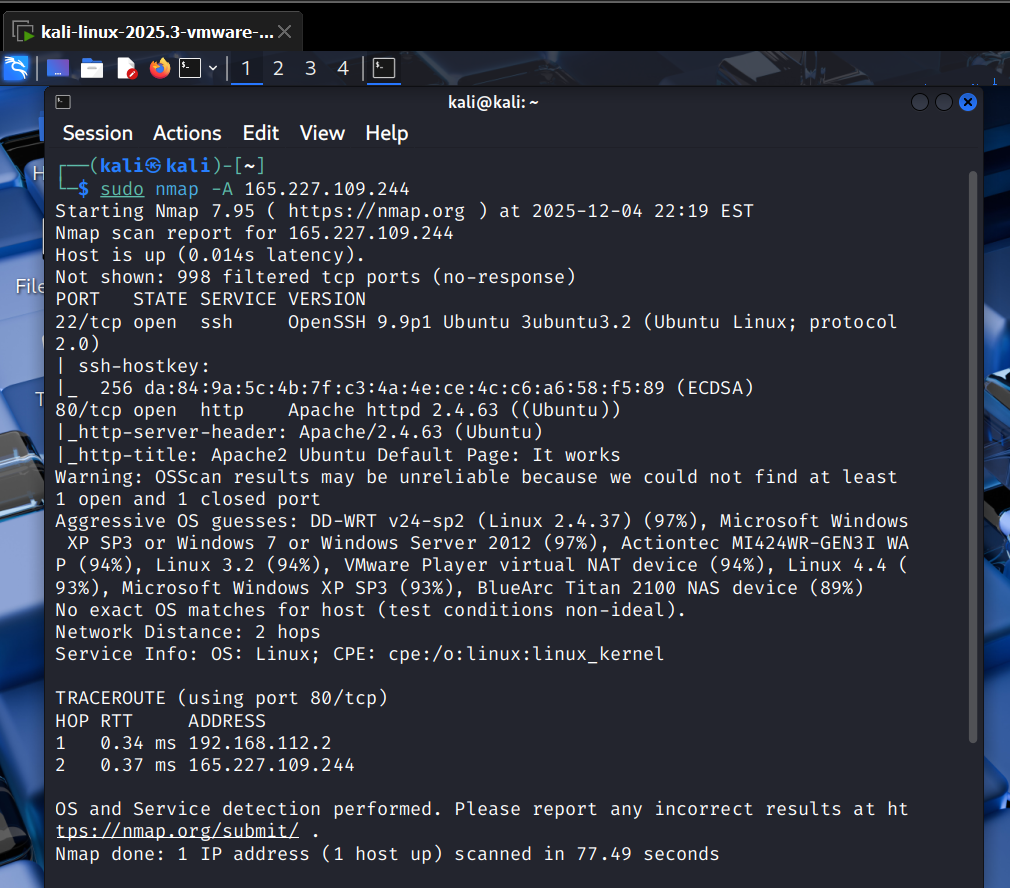 kali-linux-2025.3-vmware-...
1 2 3 4
kali@kali: ~
Session Actions Edit View Help
┌──(kali㉿kali)-[~]
└─$ sudo nmap -A 165.227.109.244
Starting Nmap 7.95 ( https://nmap.org ) at 2025-12-04 22:19 EST
Nmap scan report for 165.227.109.244
Host is up (0.014s latency).
Not shown: 998 filtered tcp ports (no-response)
PORT   STATE SERVICE VERSION
22/tcp open  ssh     OpenSSH 9.9p1 Ubuntu 3ubuntu3.2 (Ubuntu Linux; protocol
2.0)
| ssh-hostkey:
|_  256 da:84:9a:5c:4b:7f:c3:4a:4e:ce:4c:c6:a6:58:f5:89 (ECDSA)
80/tcp open  http    Apache httpd 2.4.63 ((Ubuntu))
|_http-server-header: Apache/2.4.63 (Ubuntu)
|_http-title: Apache2 Ubuntu Default Page: It works
Warning: OSScan results may be unreliable because we could not find at least
1 open and 1 closed port
Aggressive OS guesses: DD-WRT v24-sp2 (Linux 2.4.37) (97%), Microsoft Windows
XP SP3 or Windows 7 or Windows Server 2012 (97%), Actiontec MI424WR-GEN3I WA
P (94%), Linux 3.2 (94%), VMware Player virtual NAT device (94%), Linux 4.4 (
93%), Microsoft Windows XP SP3 (93%), BlueArc Titan 2100 NAS device (89%)
No exact OS matches for host (test conditions non-ideal).
Network Distance: 2 hops
Service Info: OS: Linux; CPE: cpe:/o:linux:linux_kernel

TRACEROUTE (using port 80/tcp)
HOP RTT     ADDRESS
1   0.34 ms 192.168.112.2
2   0.37 ms 165.227.109.244

OS and Service detection performed. Please report any incorrect results at ht
tps://nmap.org/submit/ .
Nmap done: 1 IP address (1 host up) scanned in 77.49 seconds